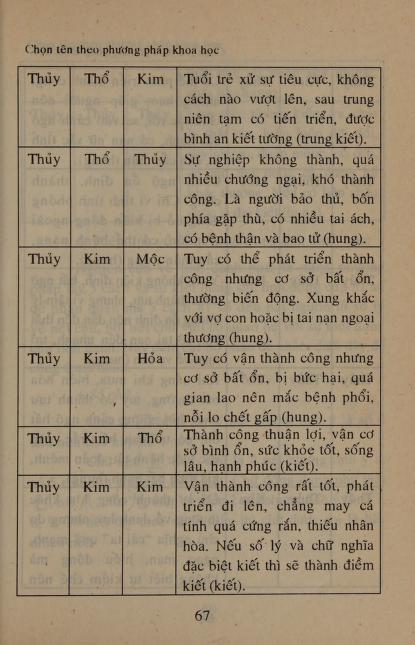 Chọn tên theo phương pháp khoa học
Thủy Thổ Kim Tuổi trẻ xử sự tiêu cực, không
cách nào vượt lên, sau trung
niên tạm có tiến triển, được
bình an kiết tường (trung kiết).
Thủy Thổ Thủy Sự nghiệp không thành, quá
nhiều chướng ngại, khó thành
công. Là người bảo thủ, bốn
phía gặp thù, có nhiều tai ách,
có bệnh thận và bao tử (hung).
Thủy Kim Mộc Tuy có thể phát triển thành
công nhưng cơ sở bất ổn,
thường biến động. Xung khắc
với vợ con hoặc bị tai nạn ngoại
thương (hung).
Thủy Kim Hỏa Tuy có vận thành công nhưng
cơ sở bất ổn, bị bức hại, quá
gian lao nên mắc bệnh phổi,
nỗi lo chết gấp (hung).
Thủy Kim Thổ Thành công thuận lợi, vận cơ
sở bình ổn, sức khỏe tốt, sống
lâu, hạnh phúc (kiết).
Thủy Kim Kim Vận thành công rất tốt, phát
triển đi lên, chẳng may cá
tính quá cứng rắn, thiếu nhân
hòa. Nếu số lý và chữ nghĩa
đặc biệt kiết thì sẽ thành điềm
kiết (kiết).
67